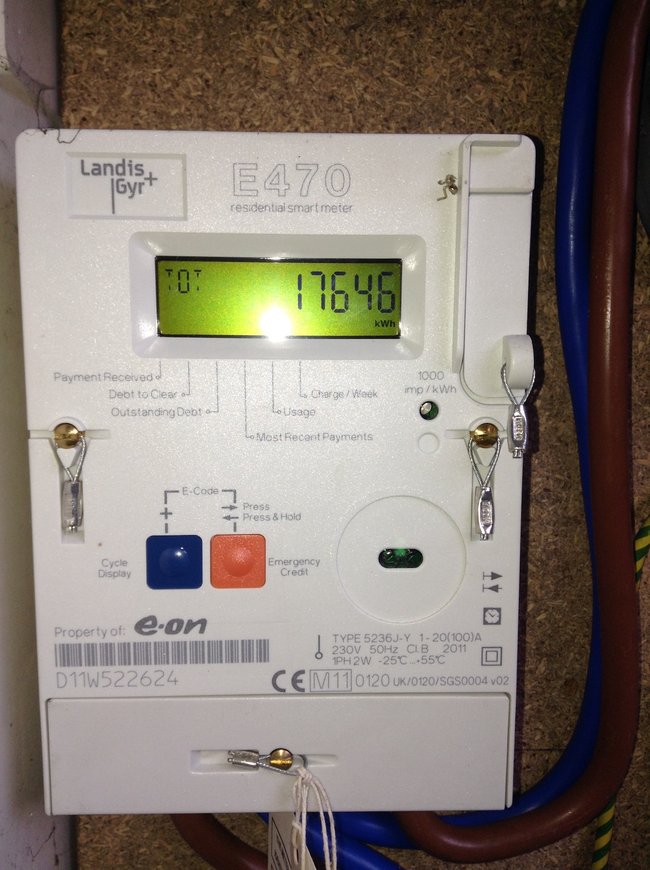 Landis+
Gyr
E470
residential smart meter
TOT 17646
kWh
Payment Received
Debt to Clear
Outstanding Debt
Charge / Week
Usage
Most Recent Payments
1000
imp / kWh
E-Code
+
Press
Press & Hold
Cycle
Display
Emergency
Credit
Property of: e·on
D11W522624
TYPE 5236J-Y 1-20(100)A
230V 50Hz Cl.B 2011
1PH 2W -25°C...+55°C
CE M11 0120 UK/0120/SGS0004 v02